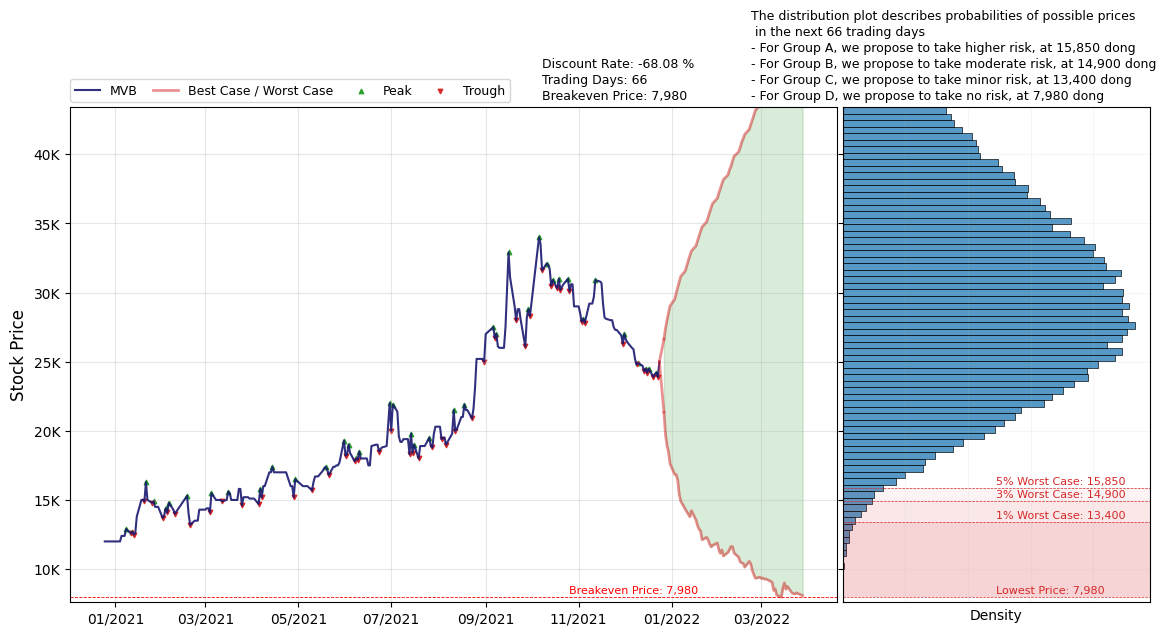 The distribution plot describes probabilities of possible prices
in the next 66 trading days
- For Group A, we propose to take higher risk, at 15,850 dong
- For Group B, we propose to take moderate risk, at 14,900 dong
- For Group C, we propose to take minor risk, at 13,400 dong
- For Group D, we propose to take no risk, at 7,980 dong
Discount Rate: -68.08 %
Trading Days: 66
Breakeven Price: 7,980
MVB Best Case / Worst Case Peak Trough
Stock Price
40K
35K
30K
25K
20K
15K
10K
Breakeven Price: 7,980
01/2021 03/2021 05/2021 07/2021 09/2021 11/2021 01/2022 03/2022
5% Worst Case: 15,850
3% Worst Case: 14,900
1% Worst Case: 13,400
Lowest Price: 7,980
Density